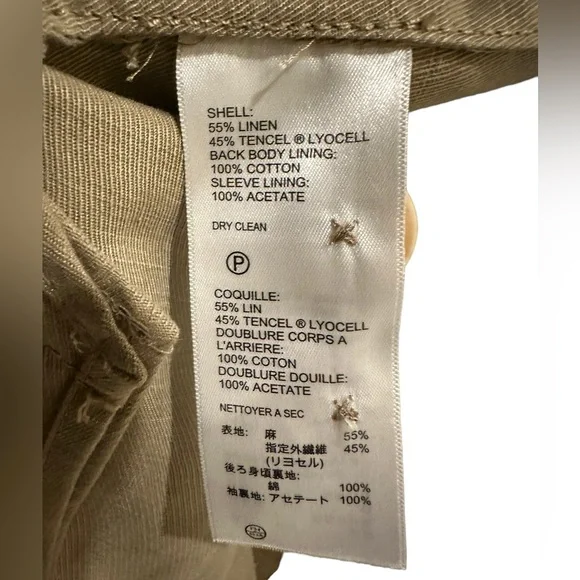 SHELL:
55% LINEN
45% TENCEL ® LYOCELL
BACK BODY LINING:
100% COTTON
SLEEVE LINING:
100% ACETATE
DRY CLEAN
P
COQUILLE:
55% LIN
45% TENCEL ® LYOCELL
DOUBLURE CORPS A
L'ARRIERE:
100% COTON
DOUBLURE DOUILLE:
100% ACETATE
NETTOYER A SEC
表地: 麻 55%
指定外繊維 45%
(リヨセル)
後ろ身頃裏地:
綿 100%
袖裏地: アセテート 100%